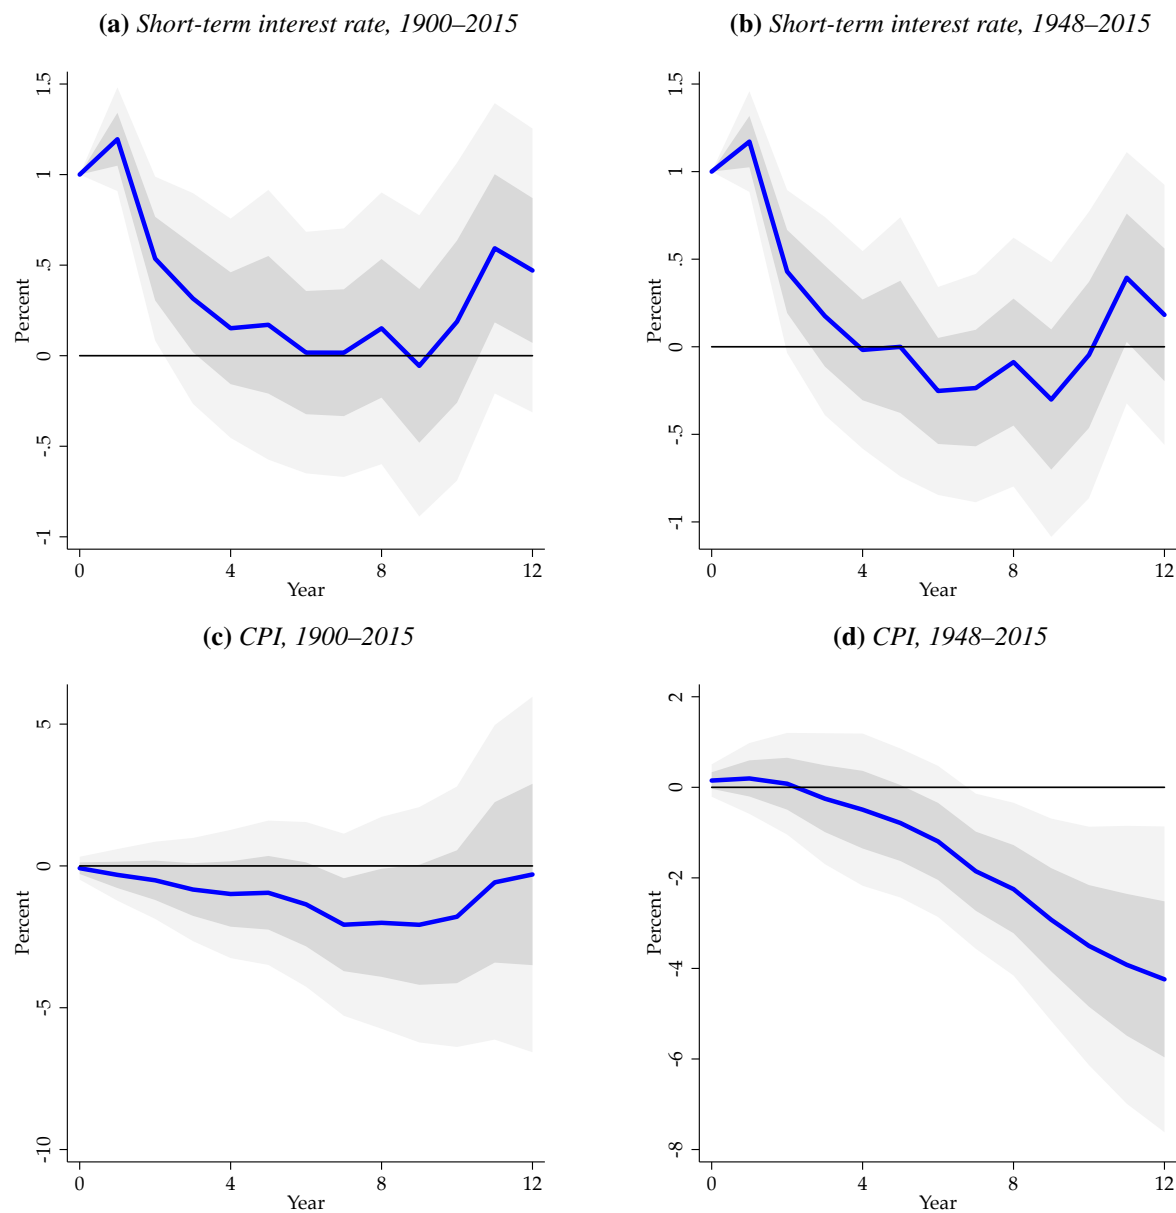 (a) Short-term interest rate, 1900–2015
1.5
1
.5
0
-.5
-1
Percent
0 4 8 12
Year
(b) Short-term interest rate, 1948–2015
1.5
1
.5
0
-.5
-1
Percent
0 4 8 12
Year
(c) CPI, 1900–2015
5
0
-5
-10
Percent
0 4 8 12
Year
(d) CPI, 1948–2015
2
0
-2
-4
-6
-8
Percent
0 4 8 12
Year